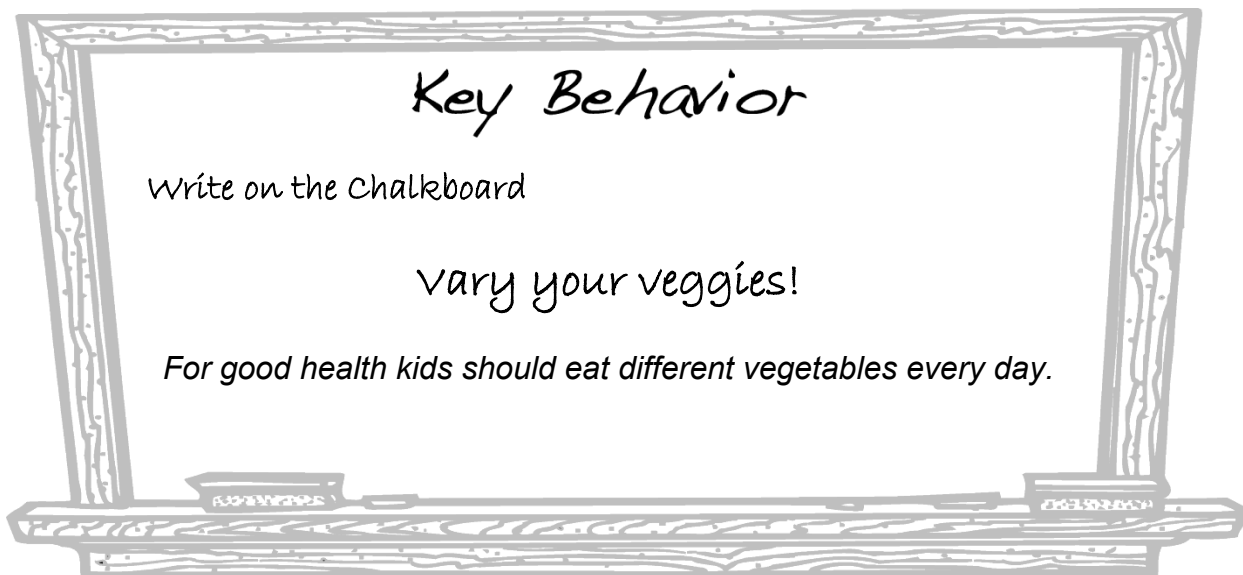 Key Behavior
Write on the Chalkboard
Vary your veggies!
For good health kids should eat different vegetables every day.